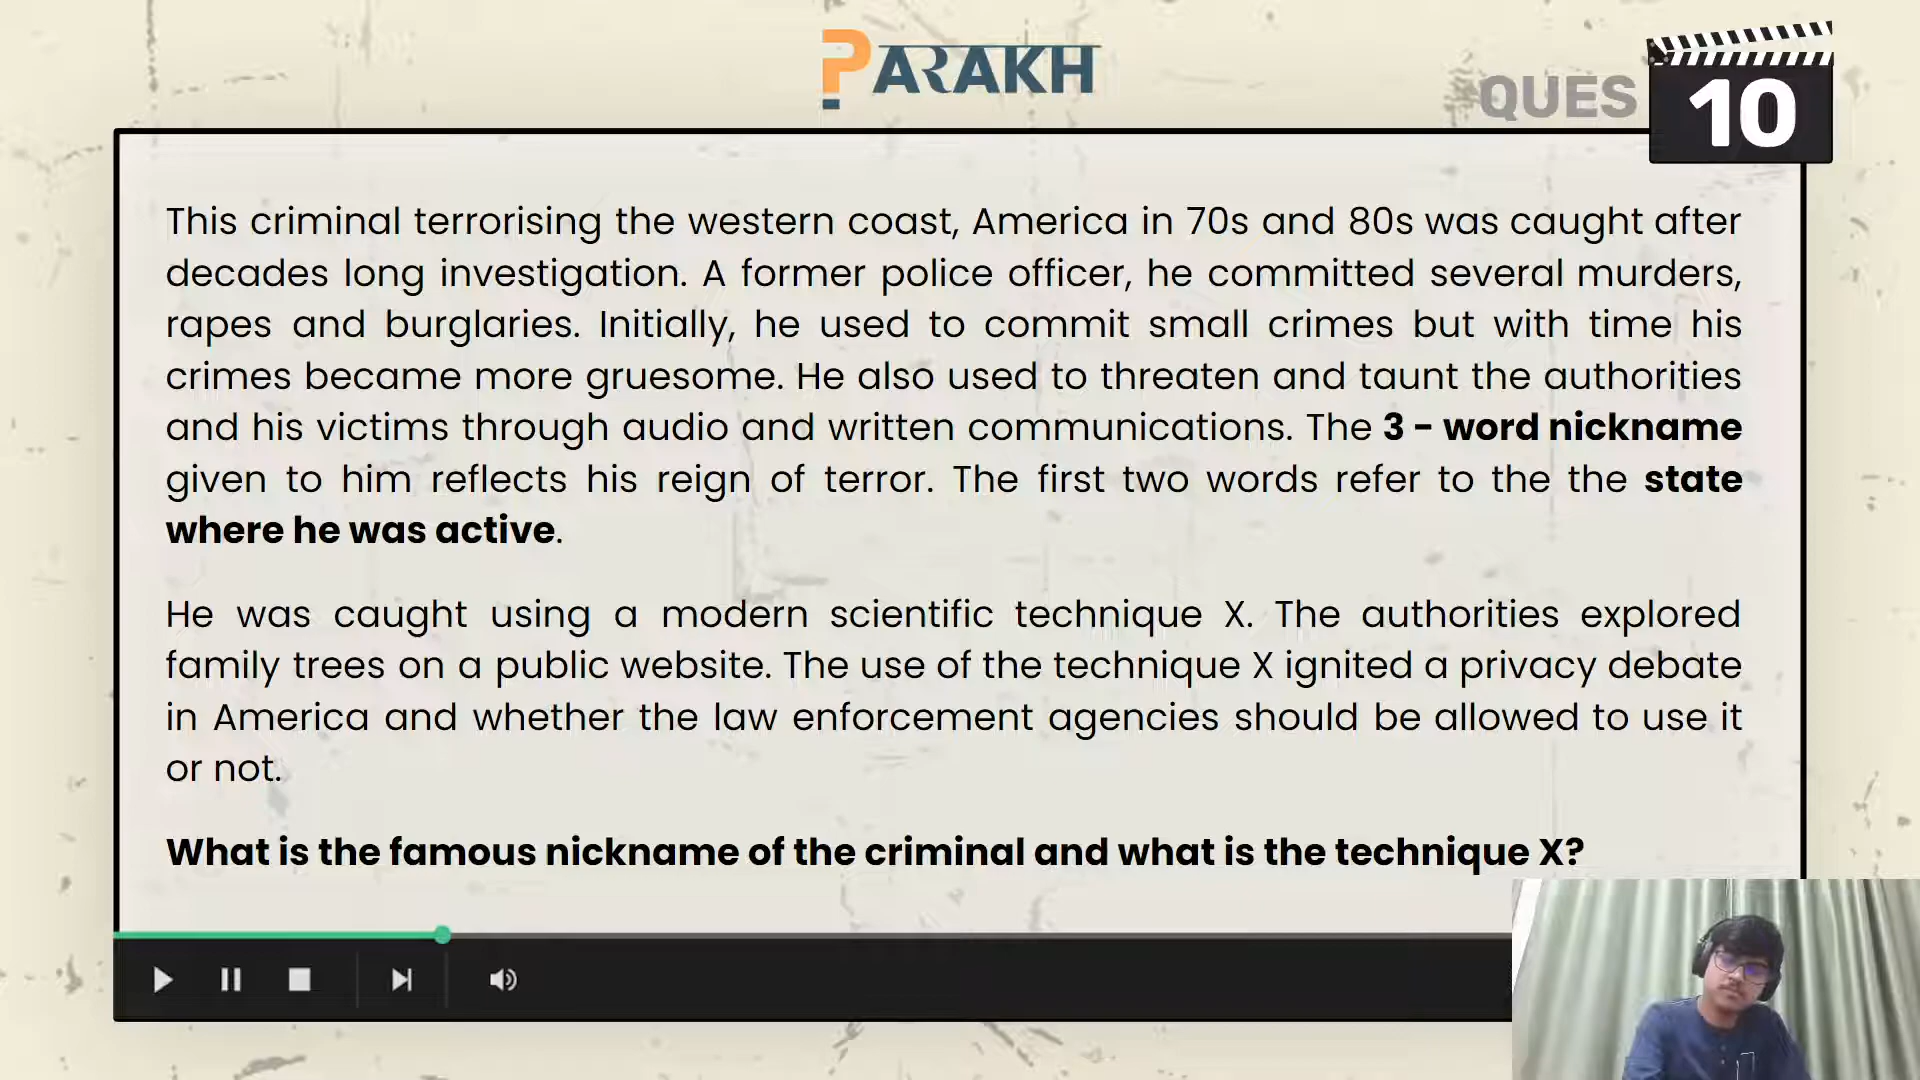 PARAKH
QUES 10
This criminal terrorising the western coast, America in 70s and 80s was caught after
decades long investigation. A former police officer, he committed several murders,
rapes and burglaries. Initially, he used to commit small crimes but with time his
crimes became more gruesome. He also used to threaten and taunt the authorities
and his victims through audio and written communications. The 3 - word nickname
given to him reflects his reign of terror. The first two words refer to the the state
where he was active.
He was caught using a modern scientific technique X. The authorities explored
family trees on a public website. The use of the technique X ignited a privacy debate
in America and whether the law enforcement agencies should be allowed to use it
or not.
What is the famous nickname of the criminal and what is the technique X?